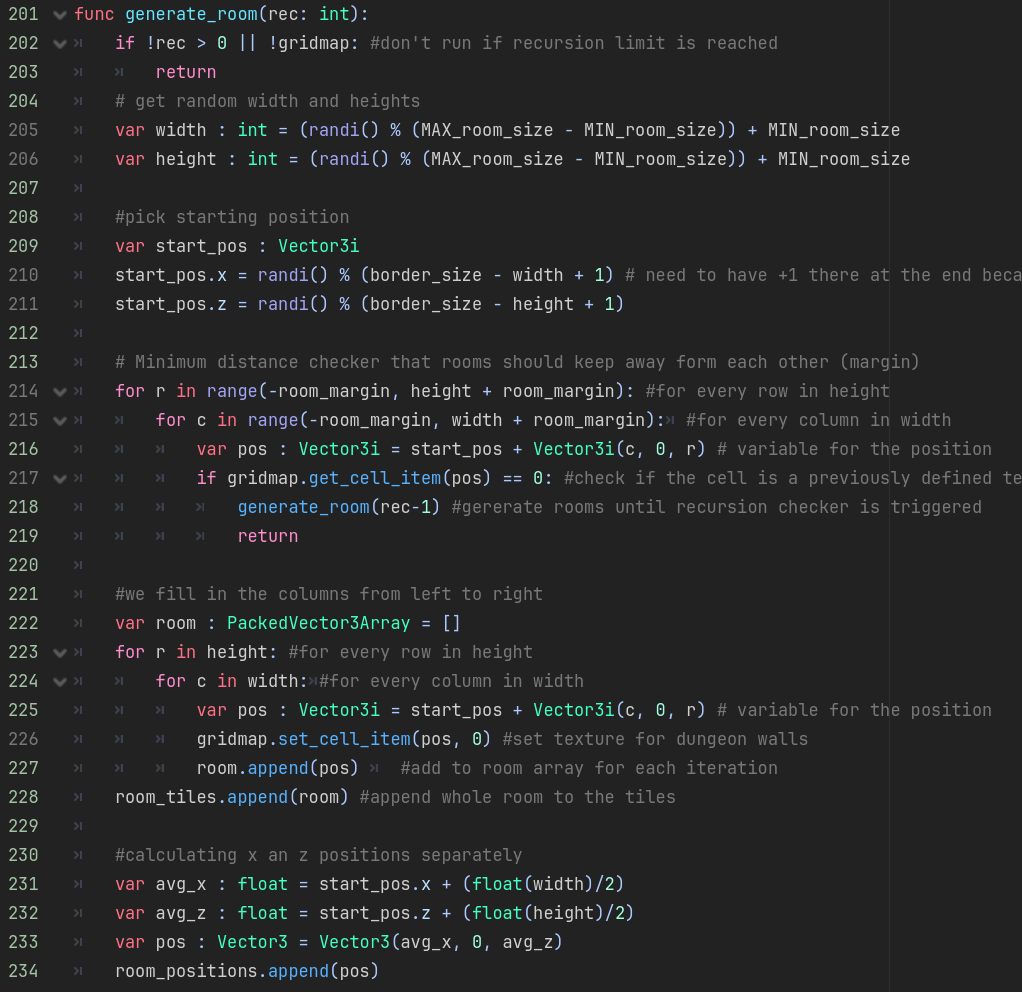 201 func generate_room(rec: int):
202 if !rec > 0 || !gridmap: #don't run if recursion limit is reached
203 return
204 # get random width and heights
205 var width : int = (randi() % (MAX_room_size - MIN_room_size)) + MIN_room_size
206 var height : int = (randi() % (MAX_room_size - MIN_room_size)) + MIN_room_size
207
208 #pick starting position
209 var start_pos : Vector3i
210 start_pos.x = randi() % (border_size - width + 1) # need to have +1 there at the end beca
211 start_pos.z = randi() % (border_size - height + 1)
212
213 # Minimum distance checker that rooms should keep away form each other (margin)
214 for r in range(-room_margin, height + room_margin): #for every row in height
215 for c in range(-room_margin, width + room_margin): #for every column in width
216 var pos : Vector3i = start_pos + Vector3i(c, 0, r) # variable for the position
217 if gridmap.get_cell_item(pos) == 0: #check if the cell is a previously defined te
218 generate_room(rec-1) #gererate rooms until recursion checker is triggered
219 return
220
221 #we fill in the columns from left to right
222 var room : PackedVector3Array = []
223 for r in height: #for every row in height
224 for c in width: #for every column in width
225 var pos : Vector3i = start_pos + Vector3i(c, 0, r) # variable for the position
226 gridmap.set_cell_item(pos, 0) #set texture for dungeon walls
227 room.append(pos) #add to room array for each iteration
228 room_tiles.append(room) #append whole room to the tiles
229
230 #calculating x an z positions separately
231 var avg_x : float = start_pos.x + (float(width)/2)
232 var avg_z : float = start_pos.z + (float(height)/2)
233 var pos : Vector3 = Vector3(avg_x, 0, avg_z)
234 room_positions.append(pos)